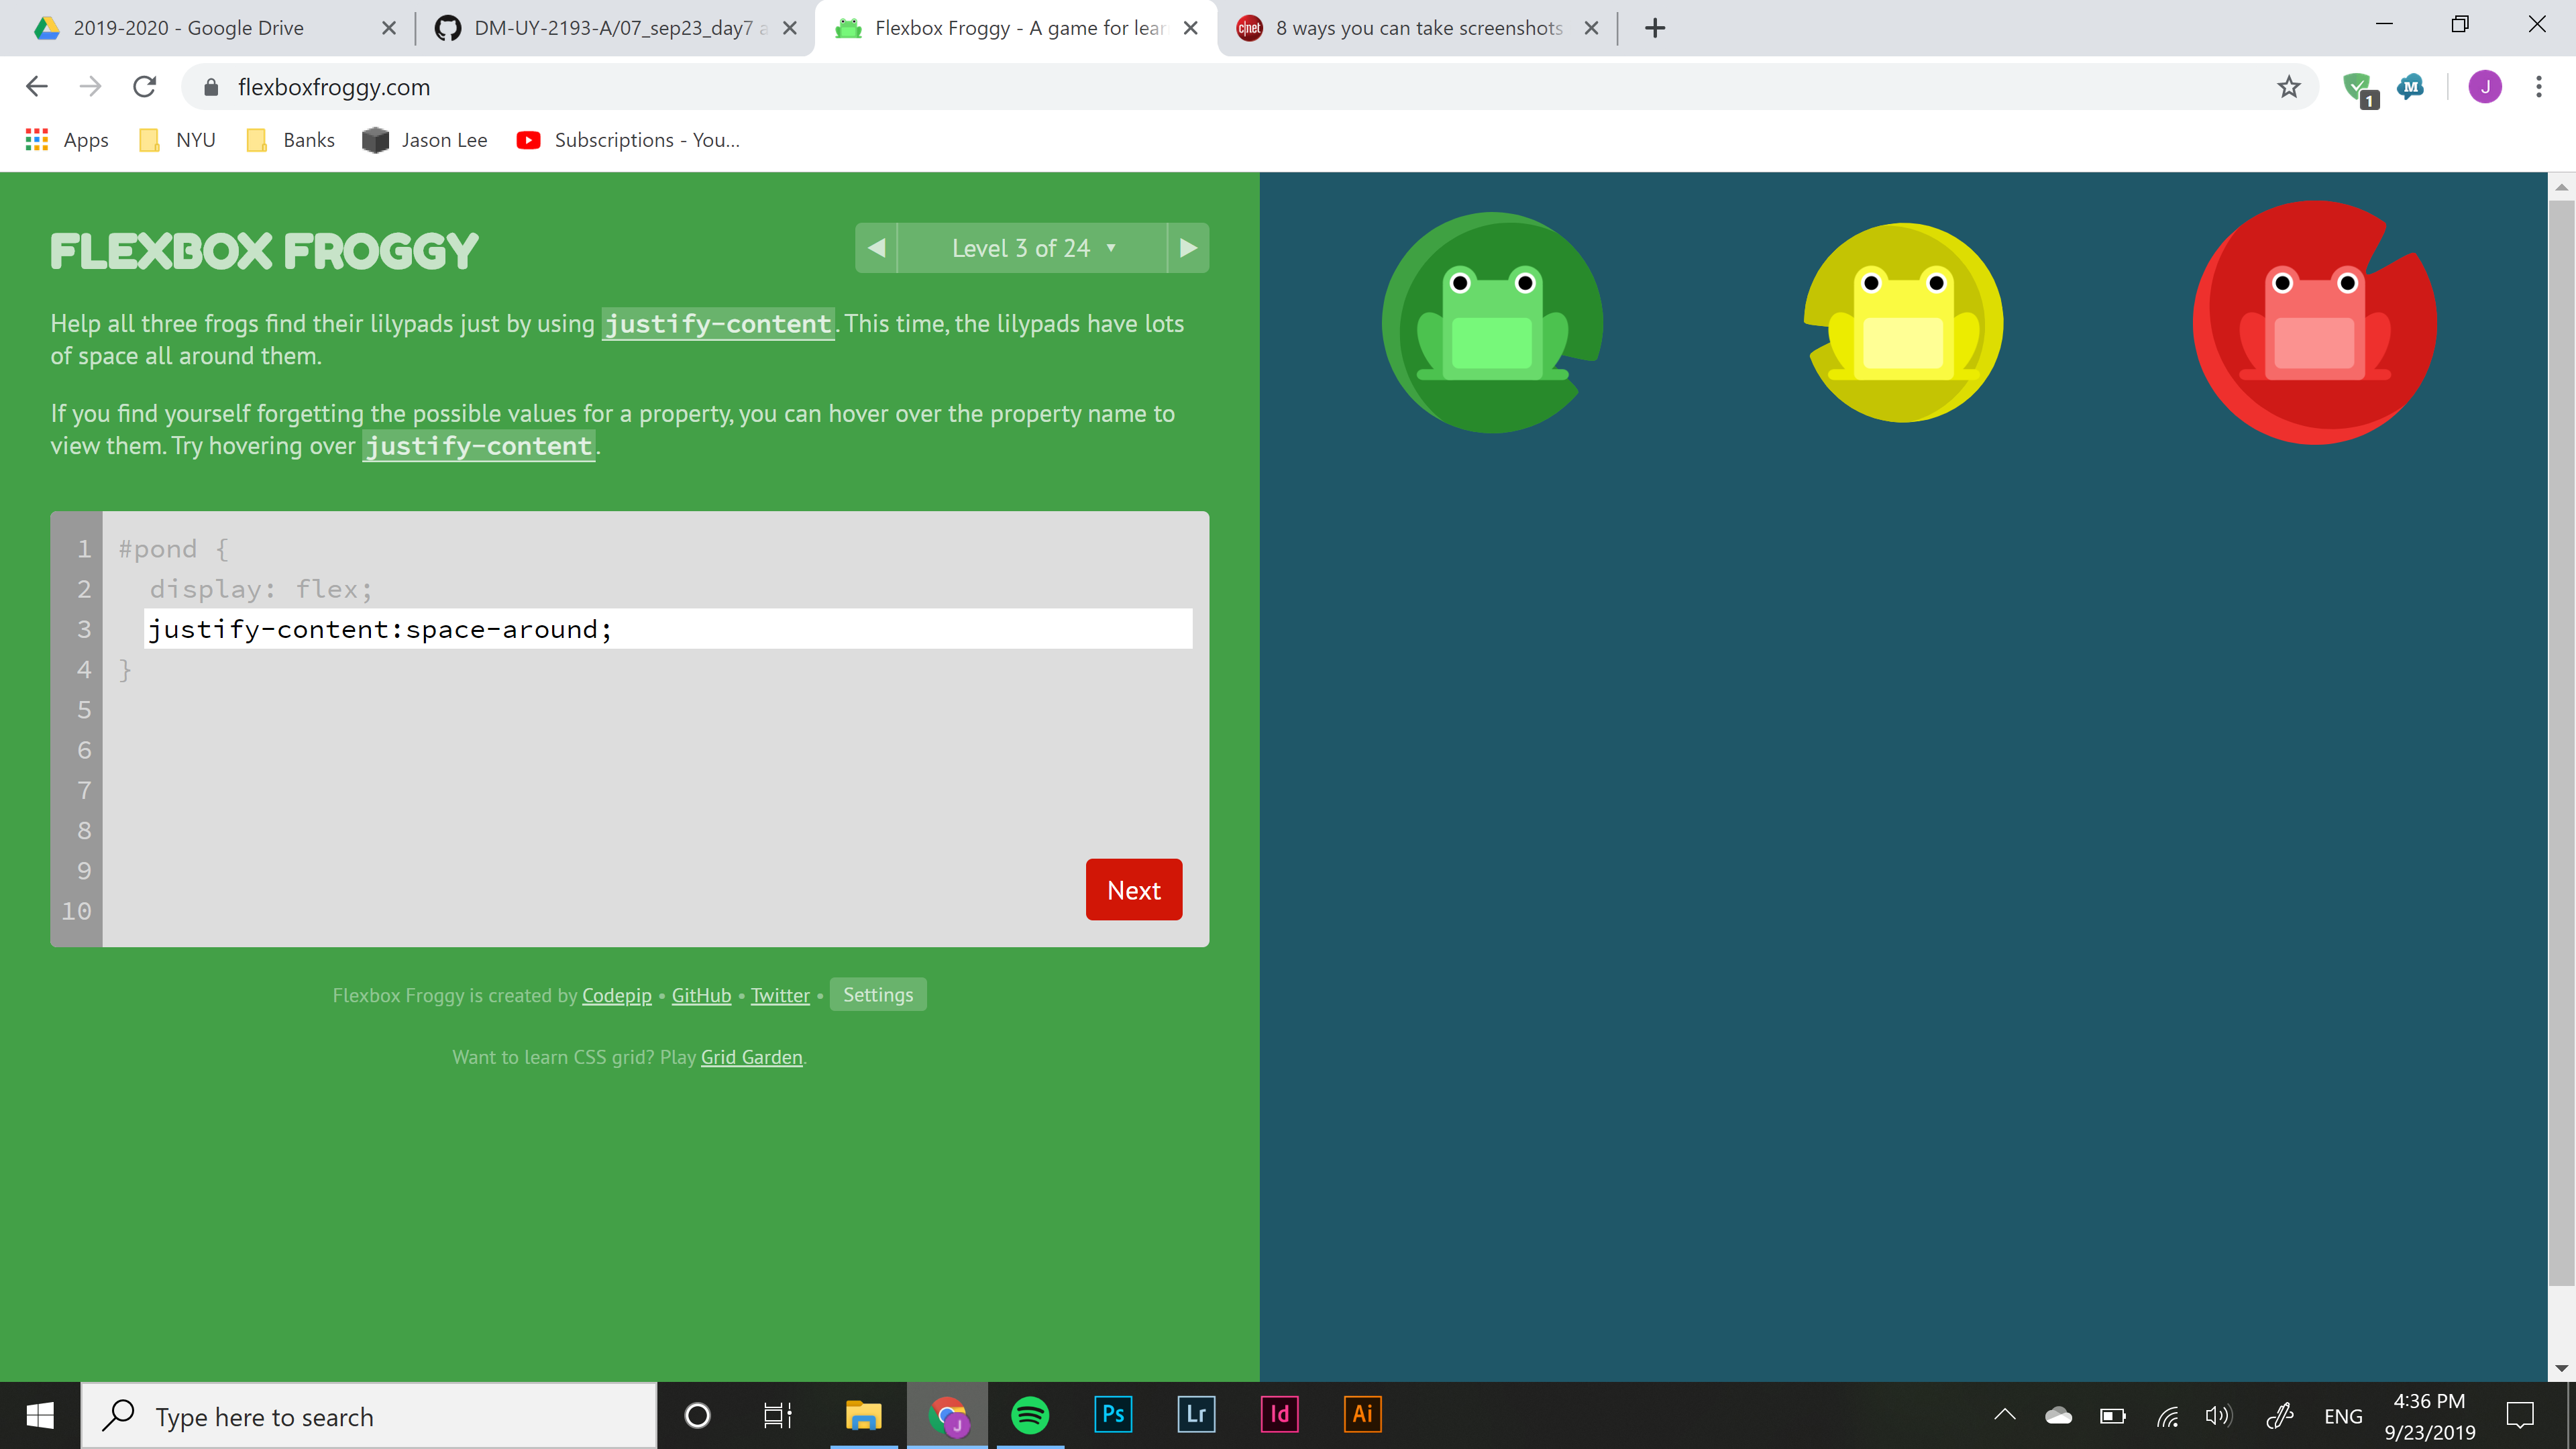 2019-2020 - Google Drive
DM-UY-2193-A/07_sep23_day7 a
Flexbox Froggy - A game for lear
cnet
8 ways you can take screenshots
flexboxfroggy.com
1
M
J
Apps
NYU
Banks
Jason Lee
Subscriptions - You...
FLEXBOX FROGGY
Level 3 of 24
Help all three frogs find their lilypads just by using justify-content. This time, the lilypads have lots
of space all around them.
If you find yourself forgetting the possible values for a property, you can hover over the property name to
view them. Try hovering over justify-content.
1 #pond {
2 display: flex;
3 justify-content:space-around;
4 }
5
6
7
8
9
10
Next
Flexbox Froggy is created by Codepip • GitHub • Twitter • Settings
Want to learn CSS grid? Play Grid Garden.
Type here to search
J
Ps
Lr
Id
Ai
ENG
4:36 PM
9/23/2019